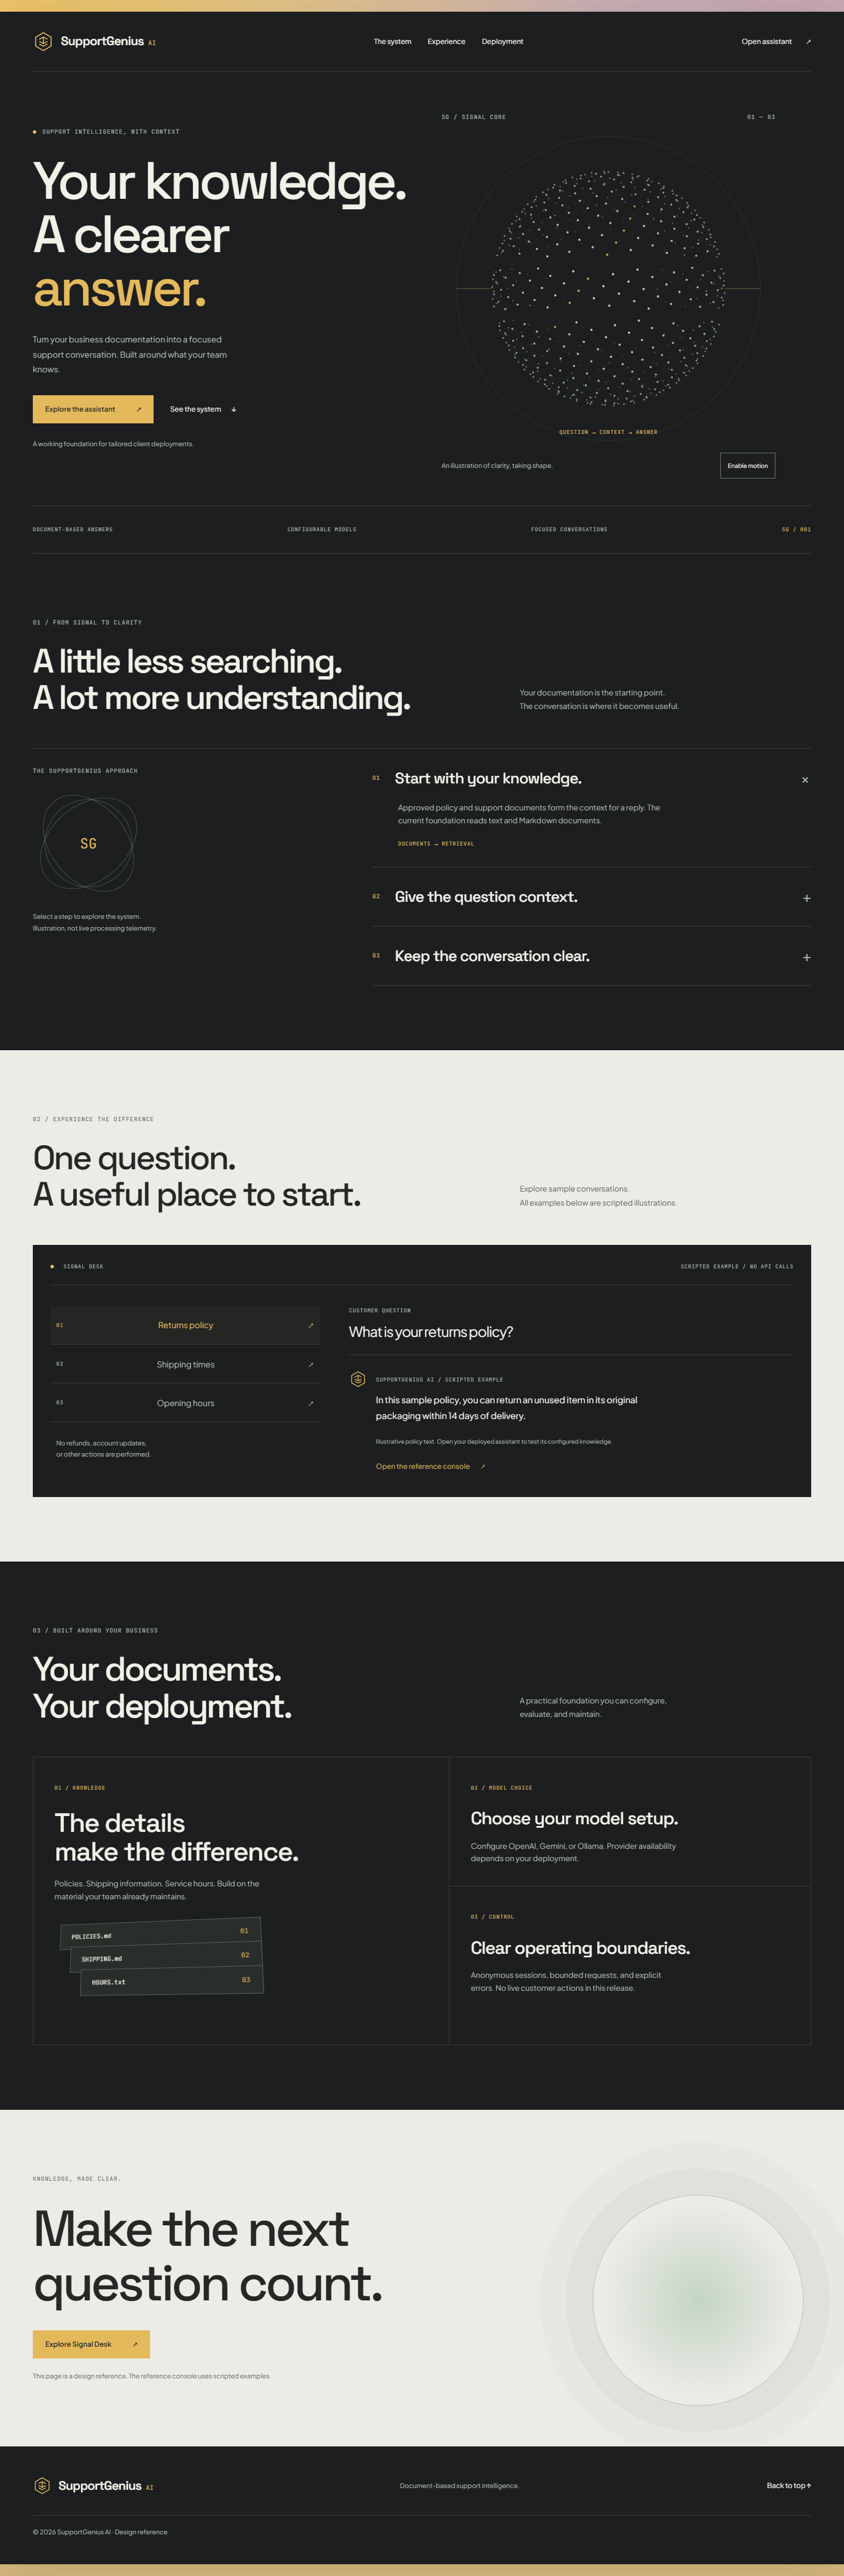 SupportGenius AI
The system
Experience
Deployment
Open assistant ↗
SUPPORT INTELLIGENCE, WITH CONTEXT
Your knowledge.
A clearer
answer.
Turn your business documentation into a focused
support conversation. Built around what your team
knows.
Explore the assistant ↗
See the system ↓
A working foundation for tailored client deployments.
SG / SIGNAL CORE
01 — 03
QUESTION → CONTEXT → ANSWER
An illustration of clarity, taking shape.
Enable motion
DOCUMENT-BASED ANSWERS
CONFIGURABLE MODELS
FOCUSED CONVERSATIONS
SG / 001
01 / FROM SIGNAL TO CLARITY
A little less searching.
A lot more understanding.
Your documentation is the starting point.
The conversation is where it becomes useful.
THE SUPPORTGENIUS APPROACH
SG
Select a step to explore the system.
Illustration, not live processing telemetry.
01 Start with your knowledge. ×
Approved policy and support documents form the context for a reply. The
current foundation reads text and Markdown documents.
DOCUMENTS → RETRIEVAL
02 Give the question context. +
03 Keep the conversation clear. +
02 / EXPERIENCE THE DIFFERENCE
One question.
A useful place to start.
Explore sample conversations.
All examples below are scripted illustrations.
SIGNAL DESK
SCRIPTED EXAMPLE / NO API CALLS
01 Returns policy ↗
02 Shipping times ↗
03 Opening hours ↗
No refunds, account updates,
or other actions are performed.
CUSTOMER QUESTION
What is your returns policy?
SUPPORTGENIUS AI / SCRIPTED EXAMPLE
In this sample policy, you can return an unused item in its original
packaging within 14 days of delivery.
Illustrative policy text. Open your deployed assistant to test its configured knowledge.
Open the reference console ↗
03 / BUILT AROUND YOUR BUSINESS
Your documents.
Your deployment.
A practical foundation you can configure,
evaluate, and maintain.
01 / KNOWLEDGE
The details
make the difference.
Policies. Shipping information. Service hours. Build on the
material your team already maintains.
POLICIES.md 01
SHIPPING.md 02
HOURS.txt 03
02 / MODEL CHOICE
Choose your model setup.
Configure OpenAI, Gemini, or Ollama. Provider availability
depends on your deployment.
03 / CONTROL
Clear operating boundaries.
Anonymous sessions, bounded requests, and explicit
errors. No live customer actions in this release.
KNOWLEDGE, MADE CLEAR.
Make the next
question count.
Explore Signal Desk ↗
This page is a design reference. The reference console uses scripted examples.
SupportGenius AI
Document-based support intelligence.
Back to top ↑
© 2026 SupportGenius AI · Design reference